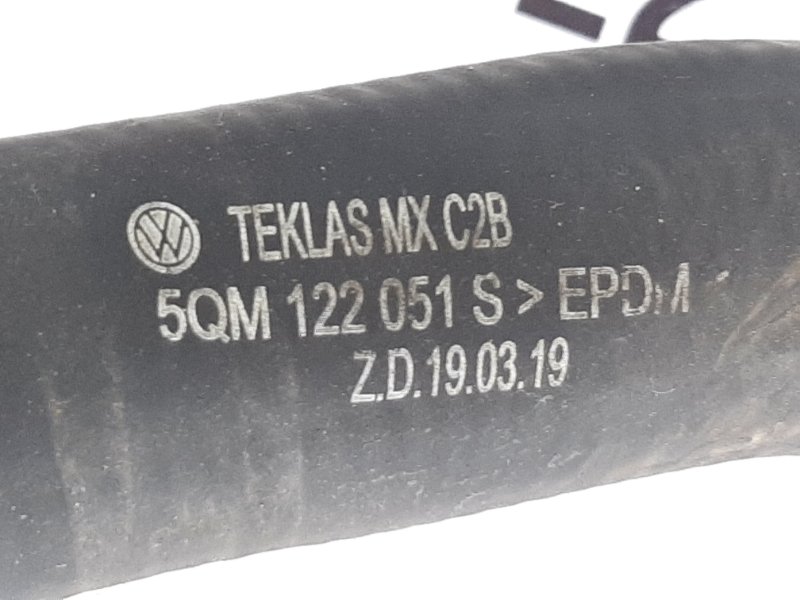 TEKLAS MX C2B
5QM 122 051 S > EPDM
Z.D.19.03.19